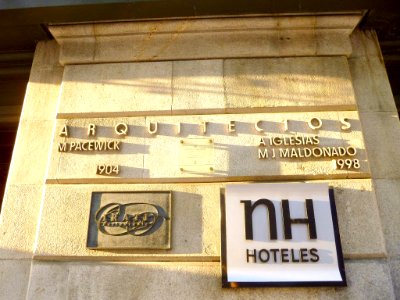 ARQUITECTOS
M PACEWICK
A IGLESIAS
M J MALDONADO
1904
1998
nH
HOTELES